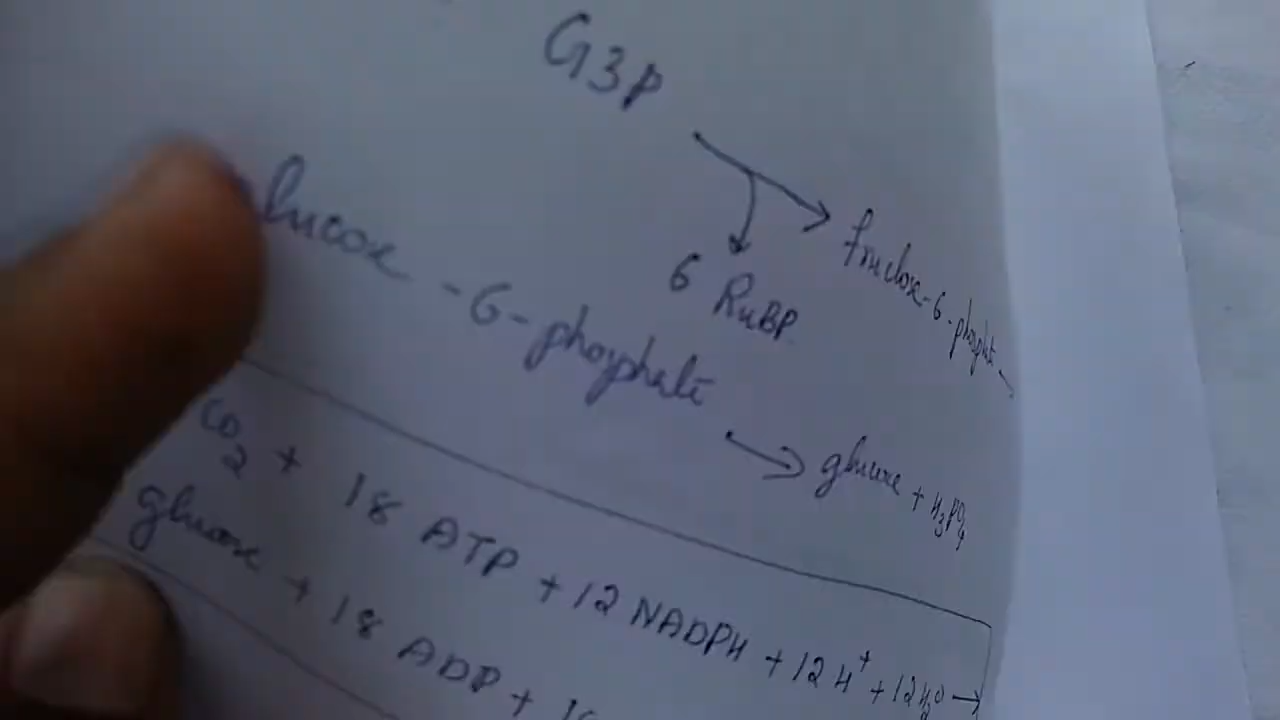 G3P
→ fructose-6-phosphate →
6 RuBP
glucose -6-phosphate → glucose + H₃PO₄
CO₂ + 18 ATP + 12 NADPH + 12 H⁺ + 12 H₂O →
glucose + 18 ADP +